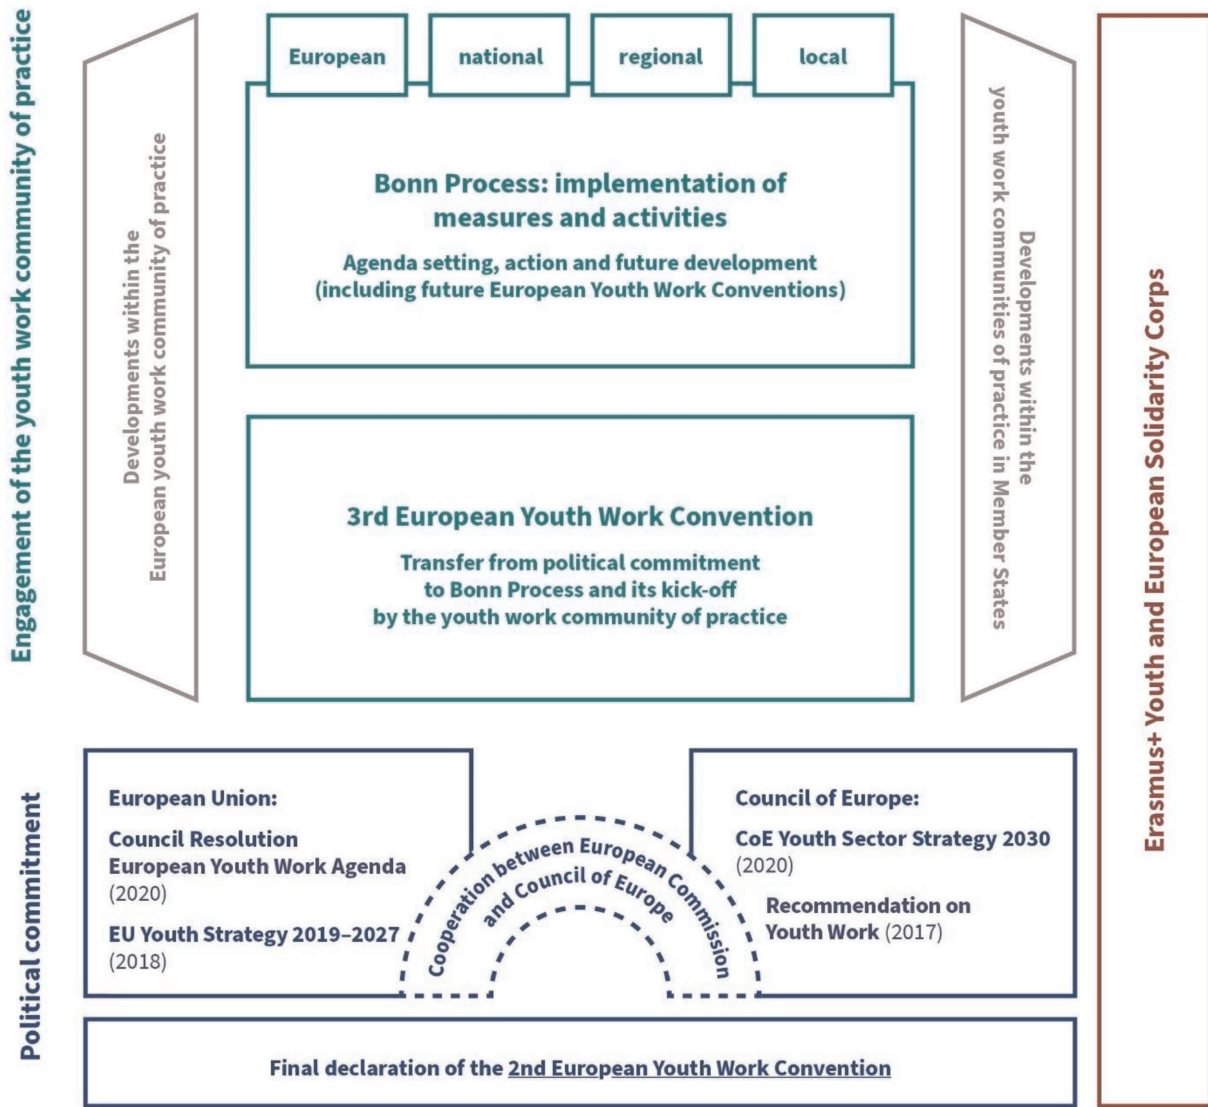 Engagement of the youth work community of practice
Developments within the
European youth work community of practice
European
national
regional
local
Bonn Process: implementation of
measures and activities
Agenda setting, action and future development
(including future European Youth Work Conventions)
3rd European Youth Work Convention
Transfer from political commitment
to Bonn Process and its kick-off
by the youth work community of practice
Developments within the
youth work communities of practice in Member States
Erasmus+ Youth and European Solidarity Corps
Political commitment
European Union:
Council Resolution
European Youth Work Agenda
(2020)
EU Youth Strategy 2019–2027
(2018)
Cooperation between European Commission
and Council of Europe
Council of Europe:
CoE Youth Sector Strategy 2030
(2020)
Recommendation on
Youth Work (2017)
Final declaration of the 2nd European Youth Work Convention